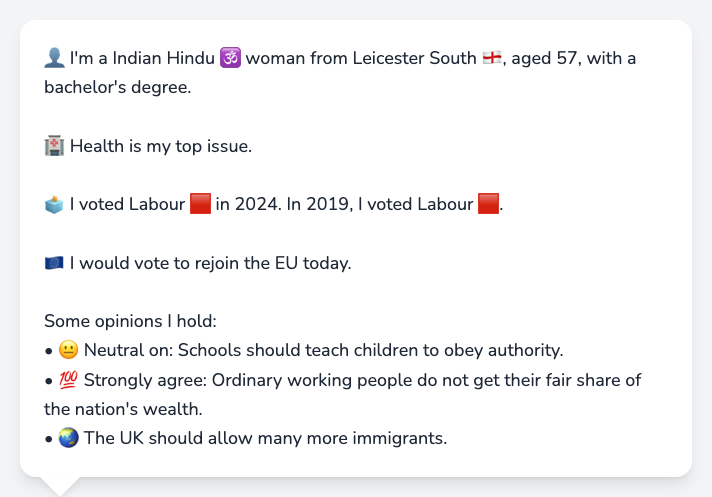 👤 I'm a Indian Hindu 🕉️ woman from Leicester South 🏴󠁧󠁢󠁥󠁮󠁧󠁿, aged 57, with a
bachelor's degree.
🏥 Health is my top issue.
🗳️ I voted Labour 🟥 in 2024. In 2019, I voted Labour 🟥.
🇪🇺 I would vote to rejoin the EU today.
Some opinions I hold:
• 😐 Neutral on: Schools should teach children to obey authority.
• 💯 Strongly agree: Ordinary working people do not get their fair share of
the nation's wealth.
• 🌏 The UK should allow many more immigrants.